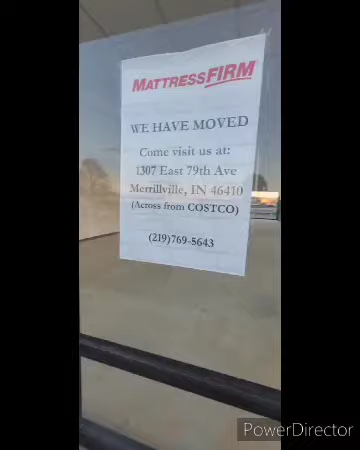 MATTRESSFIRM
WE HAVE MOVED
Come visit us at:
1307 East 79th Ave
Merrillville, IN 46410
(Across from COSTCO)
(219)769-5643
PowerDirector